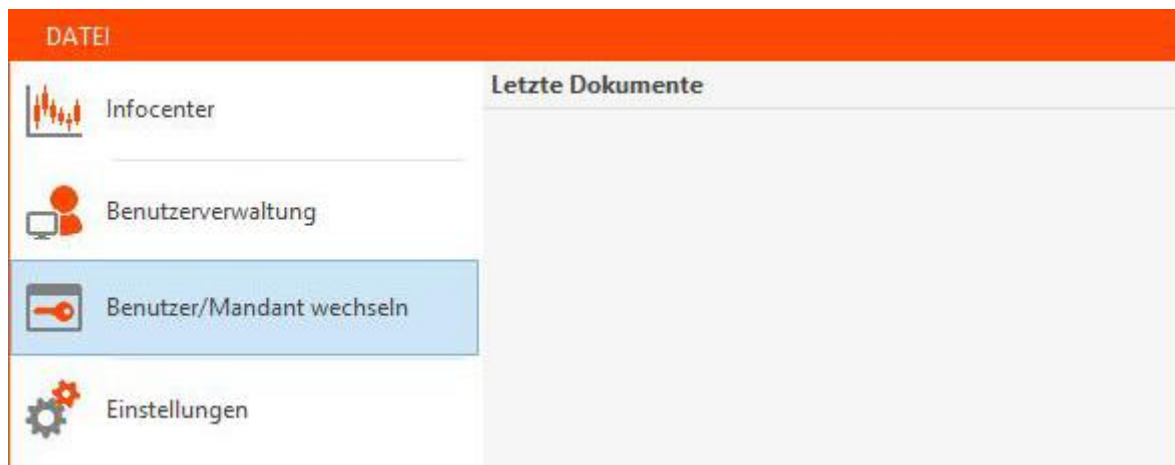 DATEI
Infocenter
Letzte Dokumente
Benutzerverwaltung
Benutzer/Mandant wechseln
Einstellungen